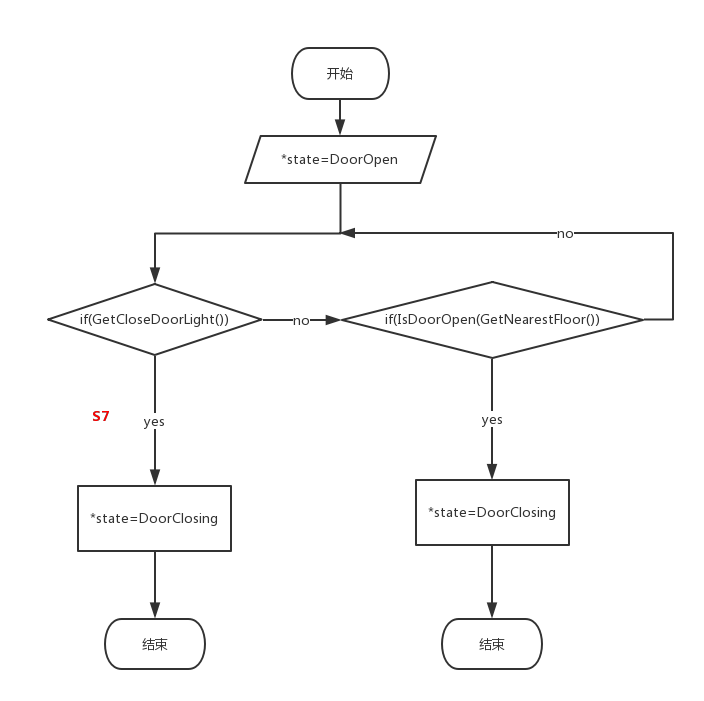 开始
*state=DoorOpen
no
if(GetCloseDoorLight())
no
if(IsDoorOpen(GetNearestFloor())
S7
yes
yes
*state=DoorClosing
*state=DoorClosing
结束
结束